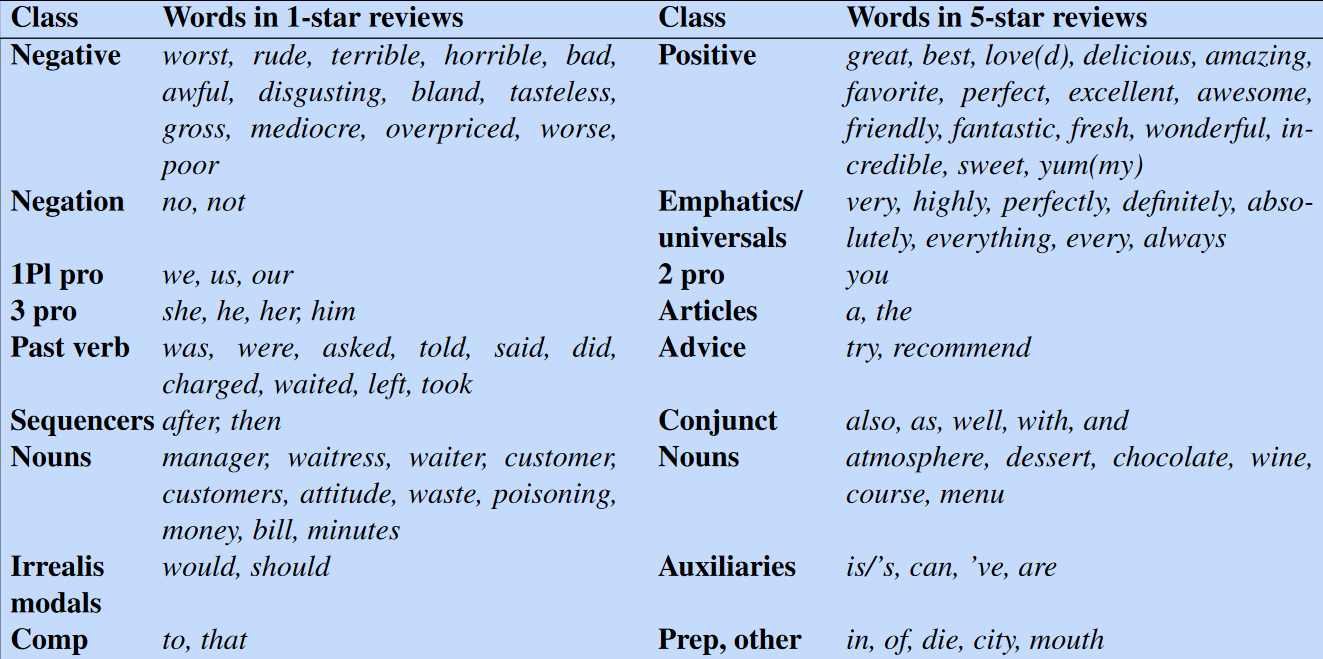 Class Words in 1-star reviews Class Words in 5-star reviews
Negative worst, rude, terrible, horrible, bad, Positive great, best, love(d), delicious, amazing,
awful, disgusting, bland, tasteless, favorite, perfect, excellent, awesome,
gross, mediocre, overpriced, worse, friendly, fantastic, fresh, wonderful, in-
poor credible, sweet, yum(my)
Negation no, not Emphatics/ very, highly, perfectly, definitely, abso-
universals lutely, everything, every, always
1Pl pro we, us, our 2 pro you
3 pro she, he, her, him Articles a, the
Past verb was, were, asked, told, said, did, Advice try, recommend
charged, waited, left, took
Sequencers after, then Conjunct also, as, well, with, and
Nouns manager, waitress, waiter, customer, Nouns atmosphere, dessert, chocolate, wine,
customers, attitude, waste, poisoning, course, menu
money, bill, minutes
Irrealis would, should Auxiliaries is/’s, can, ’ve, are
modals
Comp to, that Prep, other in, of, die, city, mouth